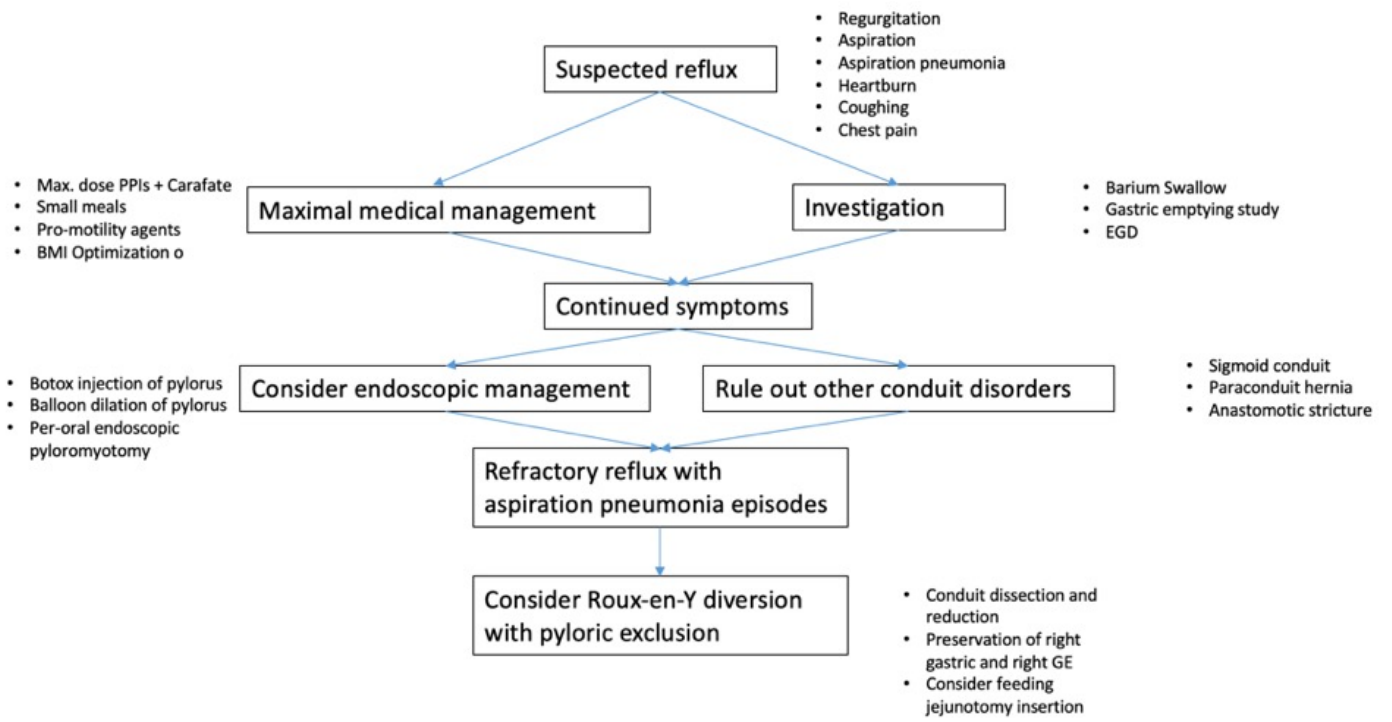 Suspected reflux
• Regurgitation
• Aspiration
• Aspiration pneumonia
• Heartburn
• Coughing
• Chest pain
• Max. dose PPIs + Carafate
• Small meals
• Pro-motility agents
• BMI Optimization o
Maximal medical management
Investigation
• Barium Swallow
• Gastric emptying study
• EGD
Continued symptoms
• Botox injection of pylorus
• Balloon dilation of pylorus
• Per-oral endoscopic
pyloromyotomy
Consider endoscopic management
Rule out other conduit disorders
• Sigmoid conduit
• Paraconduit hernia
• Anastomotic stricture
Refractory reflux with
aspiration pneumonia episodes
Consider Roux-en-Y diversion
with pyloric exclusion
• Conduit dissection and
reduction
• Preservation of right
gastric and right GE
• Consider feeding
jejunotomy insertion